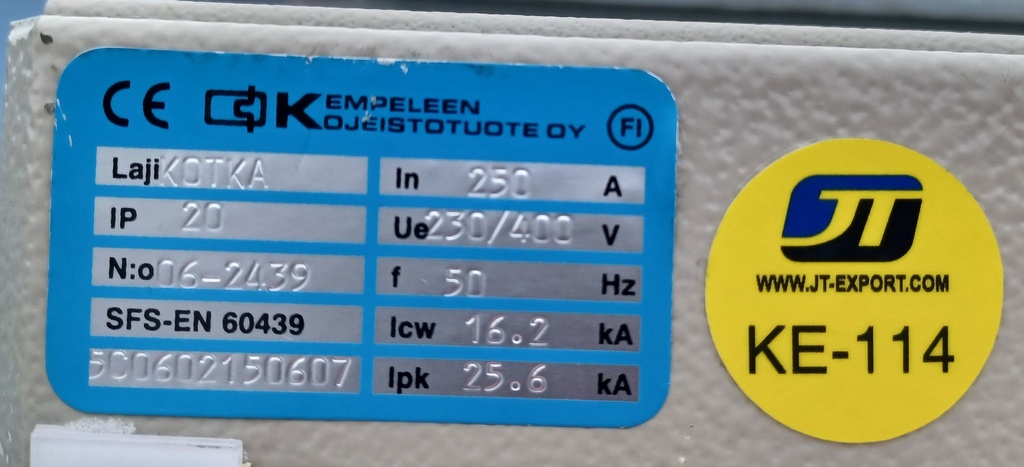 CE KEMPELEEN KOJEISTOTUOTE OY FI
Laji KOTKA
IP 20
N:o 06-2439
SFS-EN 60439
5C0602150607
In 250 A
Ue 230/400 V
f 50 Hz
Icw 16.2 kA
Ipk 25.6 kA
JT
WWW.JT-EXPORT.COM
KE-114